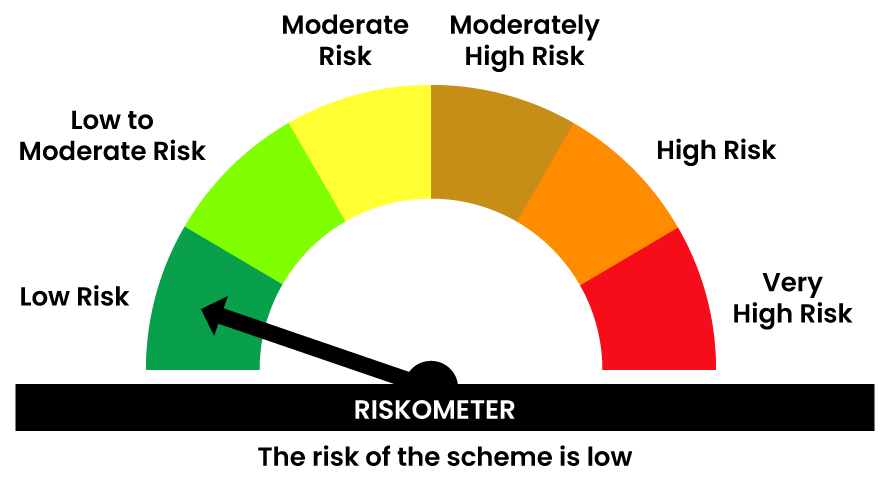 Moderate
Risk
Moderately
High Risk
Low to
Moderate Risk
High Risk
Low Risk
Very
High Risk
RISKOMETER
The risk of the scheme is low